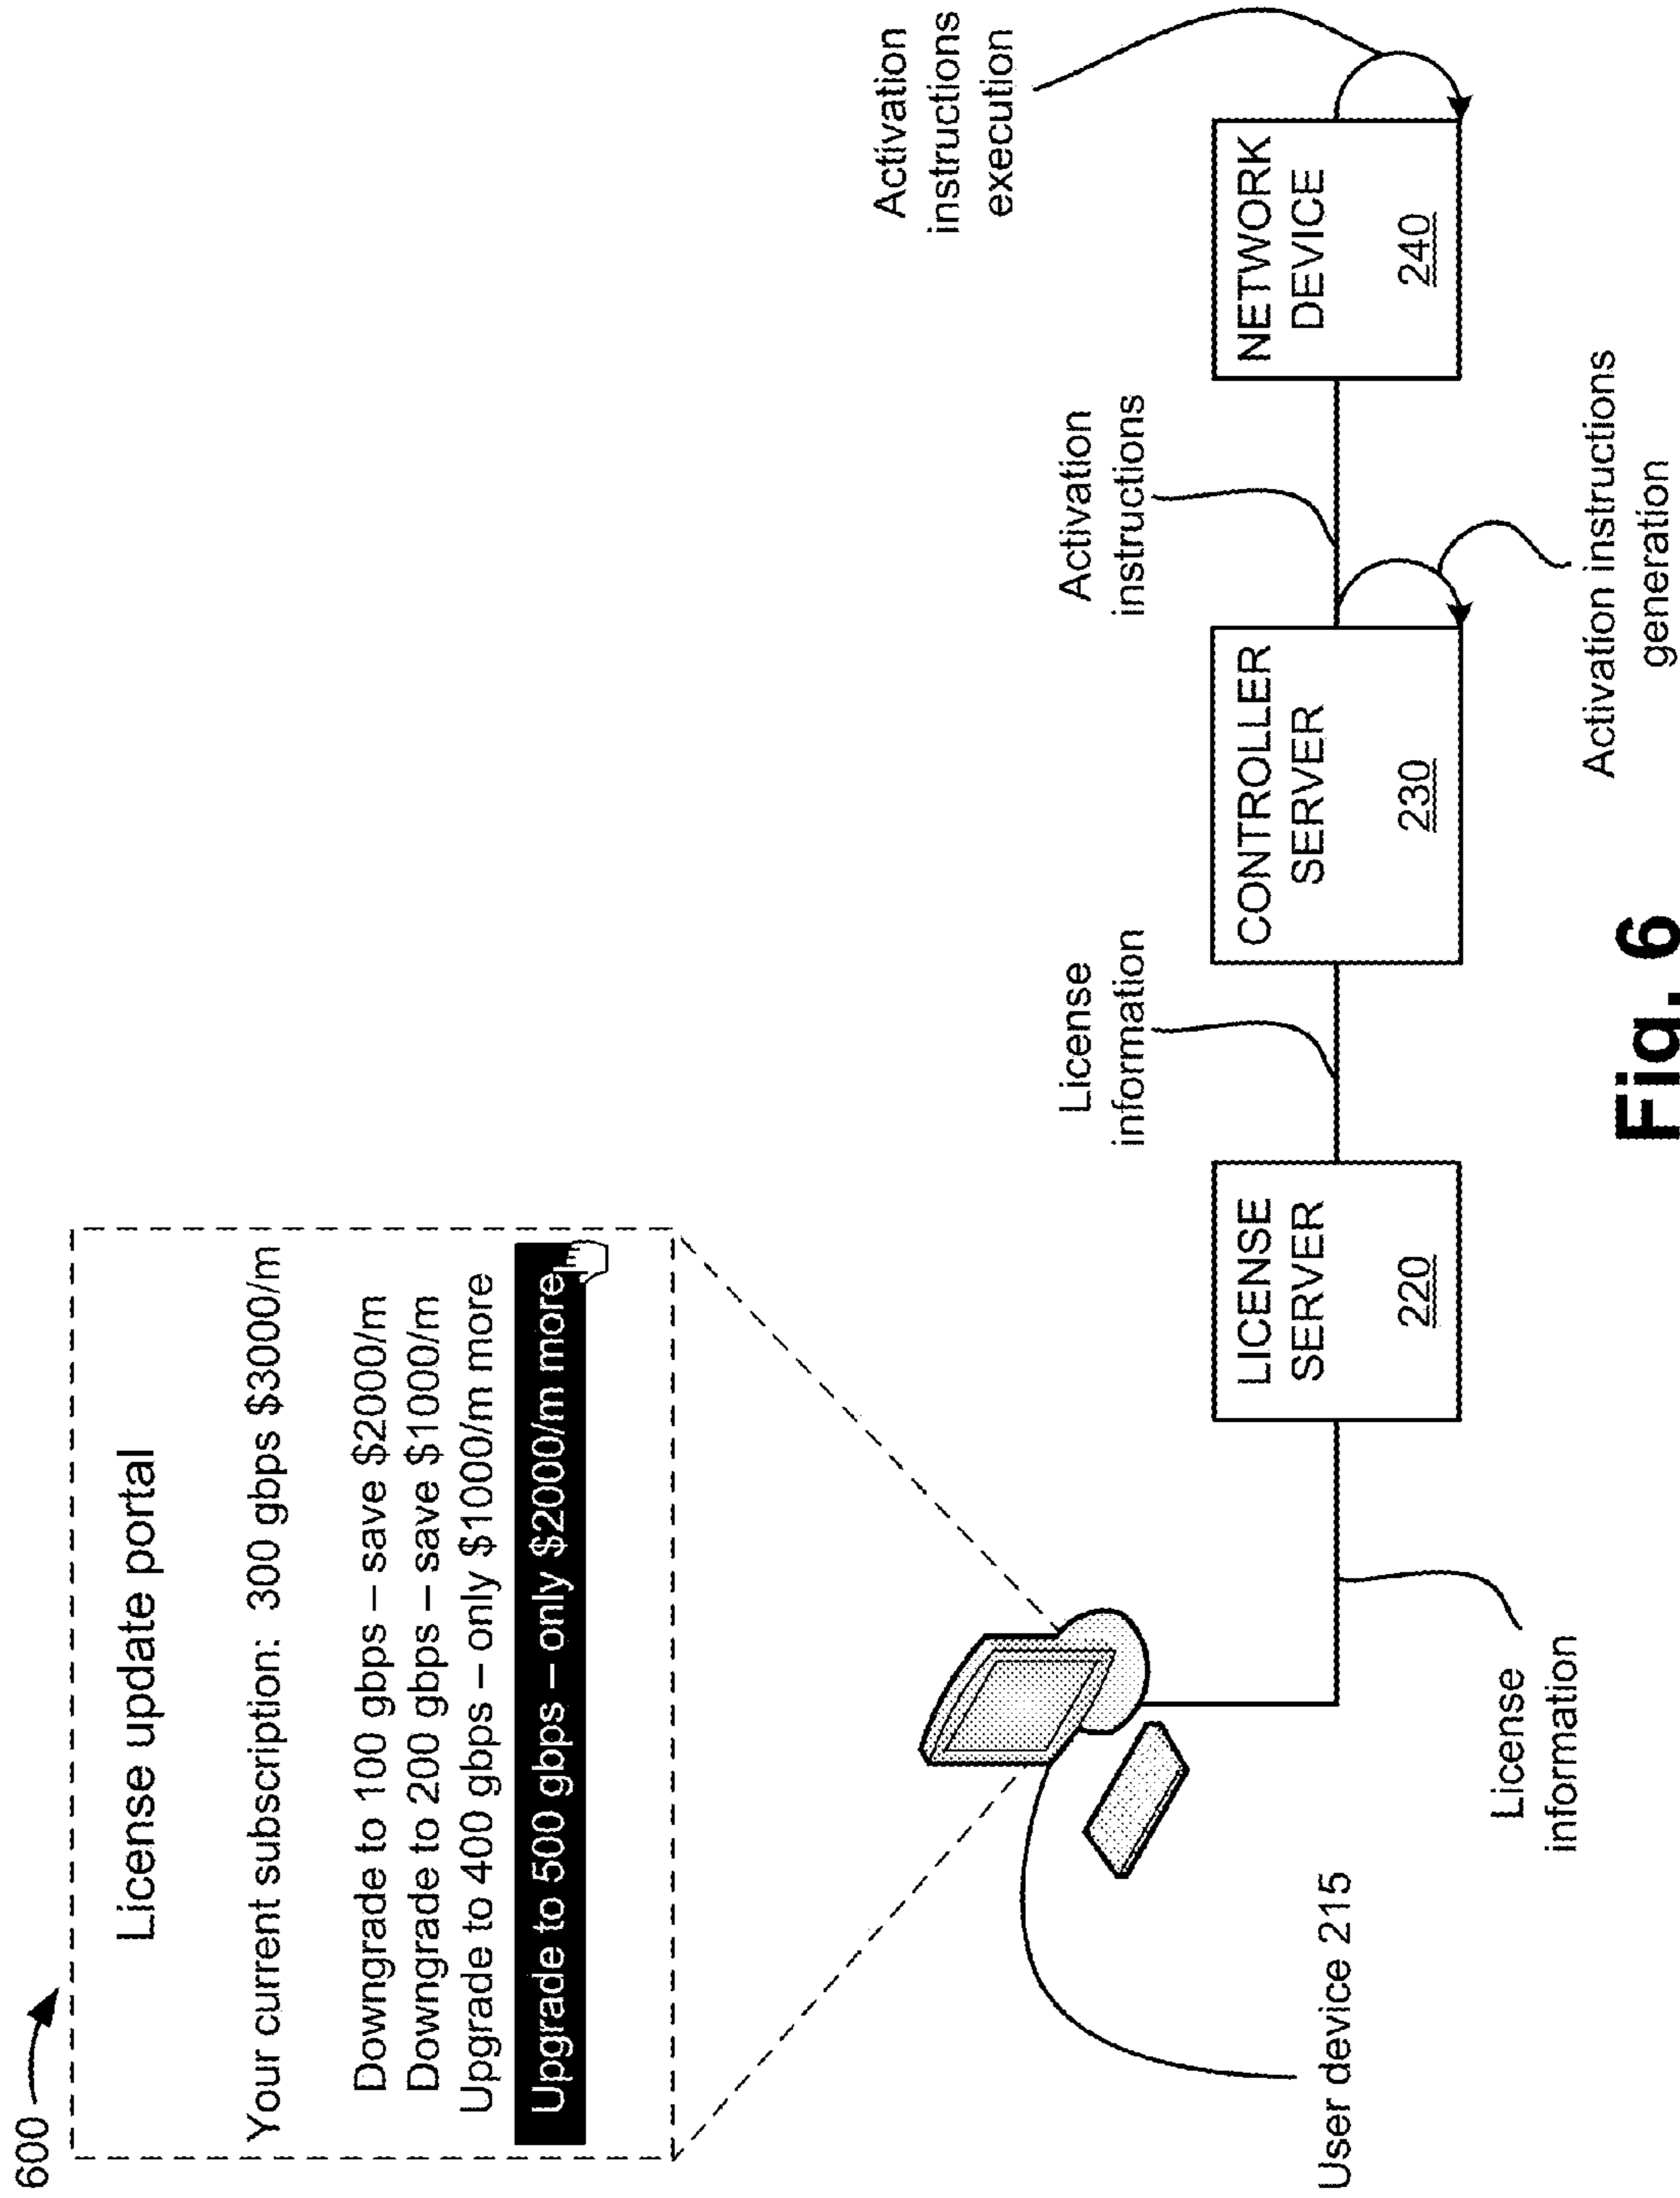 600
License update portal
Your current subscription: 300 gbps $3000/m
Downgrade to 100 gbps – save $2000/m
Downgrade to 200 gbps – save $1000/m
Upgrade to 400 gbps – only $1000/m more
Upgrade to 500 gbps – only $2000/m more
User device 215
License
information
LICENSE
SERVER
220
License
information
CONTROLLER
SERVER
230
Activation instructions
generation
Activation
instructions
NETWORK
DEVICE
240
Activation
instructions
execution
Fig. 6